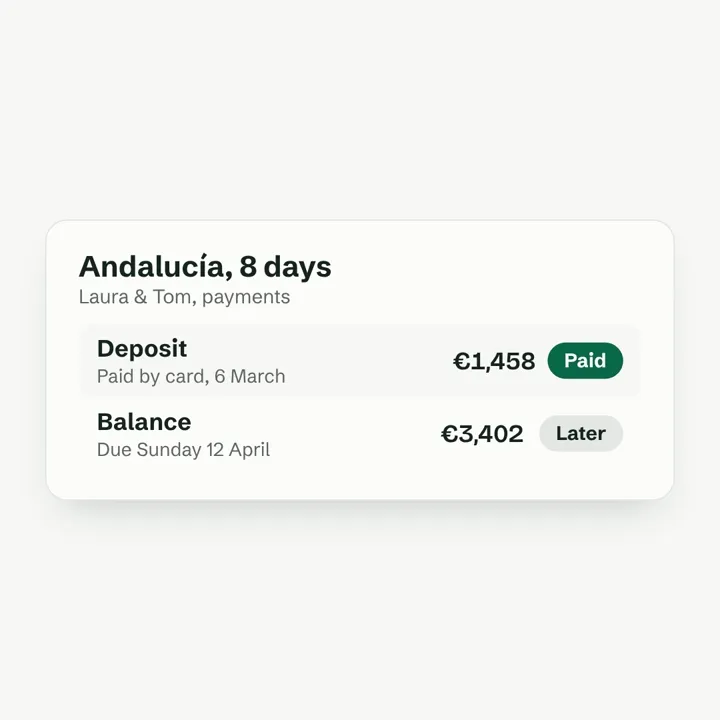 Andalucía, 8 days
Laura & Tom, payments
Deposit
Paid by card, 6 March
€1,458
Paid
Balance
Due Sunday 12 April
€3,402
Later